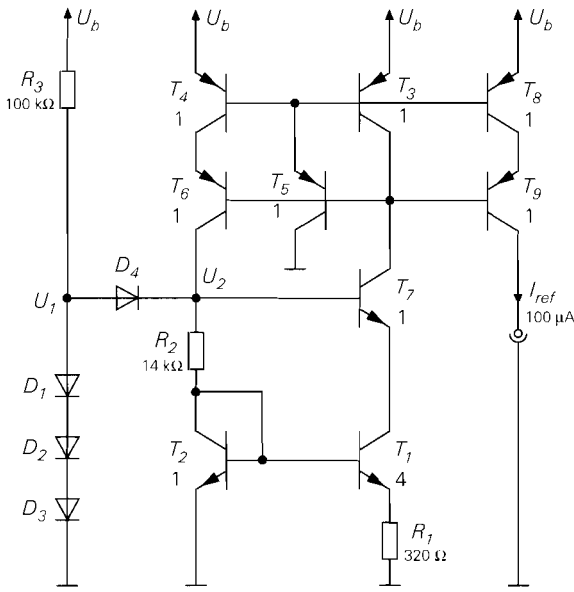 U_b
U_b
U_b
U_b
R_3
100 kΩ
T_4
1
T_3
1
T_8
1
T_6
1
T_5
1
T_9
1
D_4
U_1
U_2
T_7
1
I_ref
100 µA
R_2
14 kΩ
D_1
D_2
D_3
T_2
1
T_1
4
R_1
320 Ω